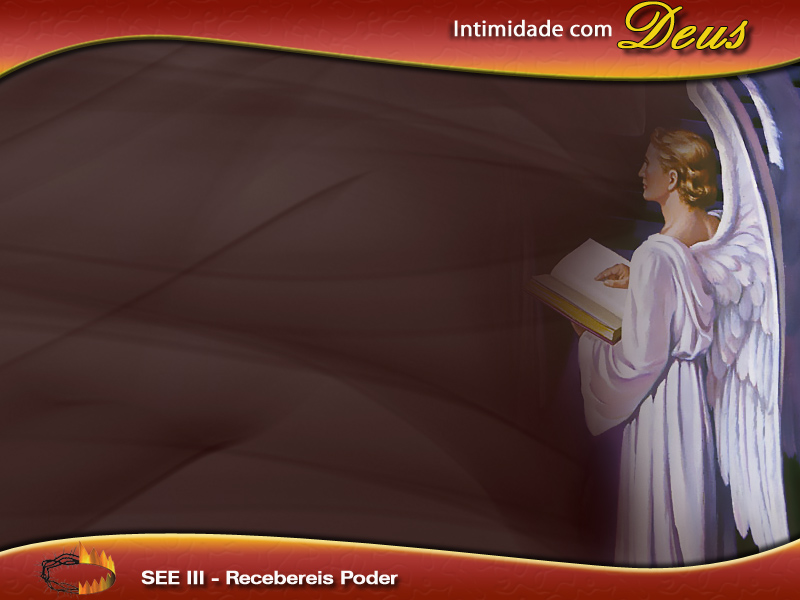 Intimidade com Deus
SEE III - Recebereis Poder